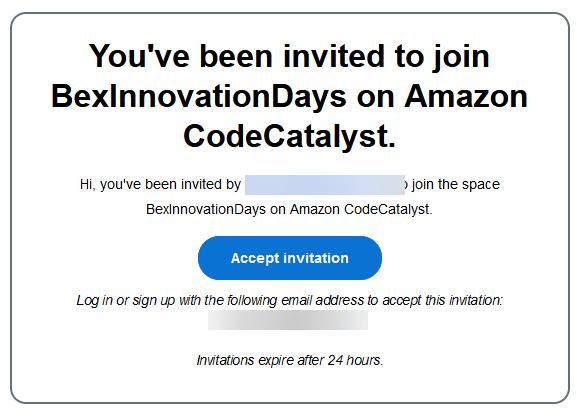 You've been invited to join
BexInnovationDays on Amazon
CodeCatalyst.
Hi, you've been invited by join the space
BexInnovationDays on Amazon CodeCatalyst.
Accept invitation
Log in or sign up with the following email address to accept this invitation:
Invitations expire after 24 hours.